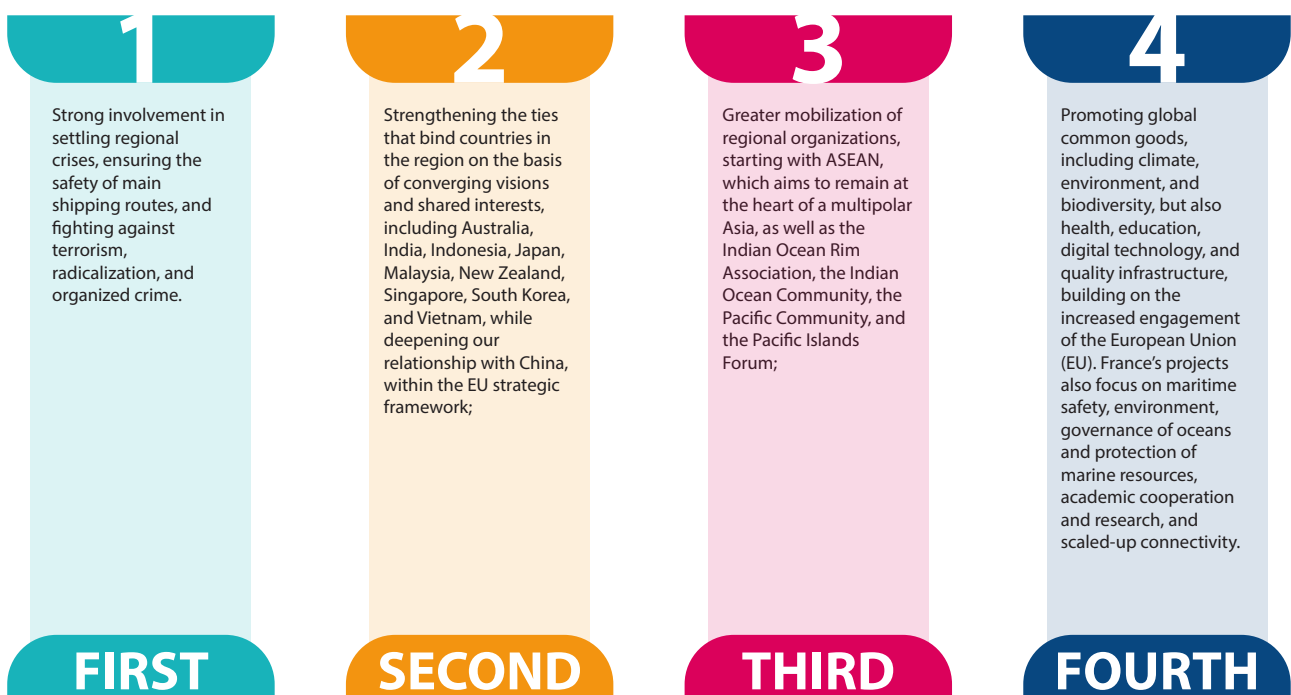 1
Strong involvement in
settling regional
crises, ensuring the
safety of main
shipping routes, and
fighting against
terrorism,
radicalization, and
organized crime.
FIRST
2
Strengthening the ties
that bind countries in
the region on the basis
of converging visions
and shared interests,
including Australia,
India, Indonesia, Japan,
Malaysia, New Zealand,
Singapore, South Korea,
and Vietnam, while
deepening our
relationship with China,
within the EU strategic
framework;
SECOND
3
Greater mobilization of
regional organizations,
starting with ASEAN,
which aims to remain at
the heart of a multipolar
Asia, as well as the
Indian Ocean Rim
Association, the Indian
Ocean Community, the
Pacific Community, and
the Pacific Islands
Forum;
THIRD
4
Promoting global
common goods,
including climate,
environment, and
biodiversity, but also
health, education,
digital technology, and
quality infrastructure,
building on the
increased engagement
of the European Union
(EU). France’s projects
also focus on maritime
safety, environment,
governance of oceans
and protection of
marine resources,
academic cooperation
and research, and
scaled-up connectivity.
FOURTH